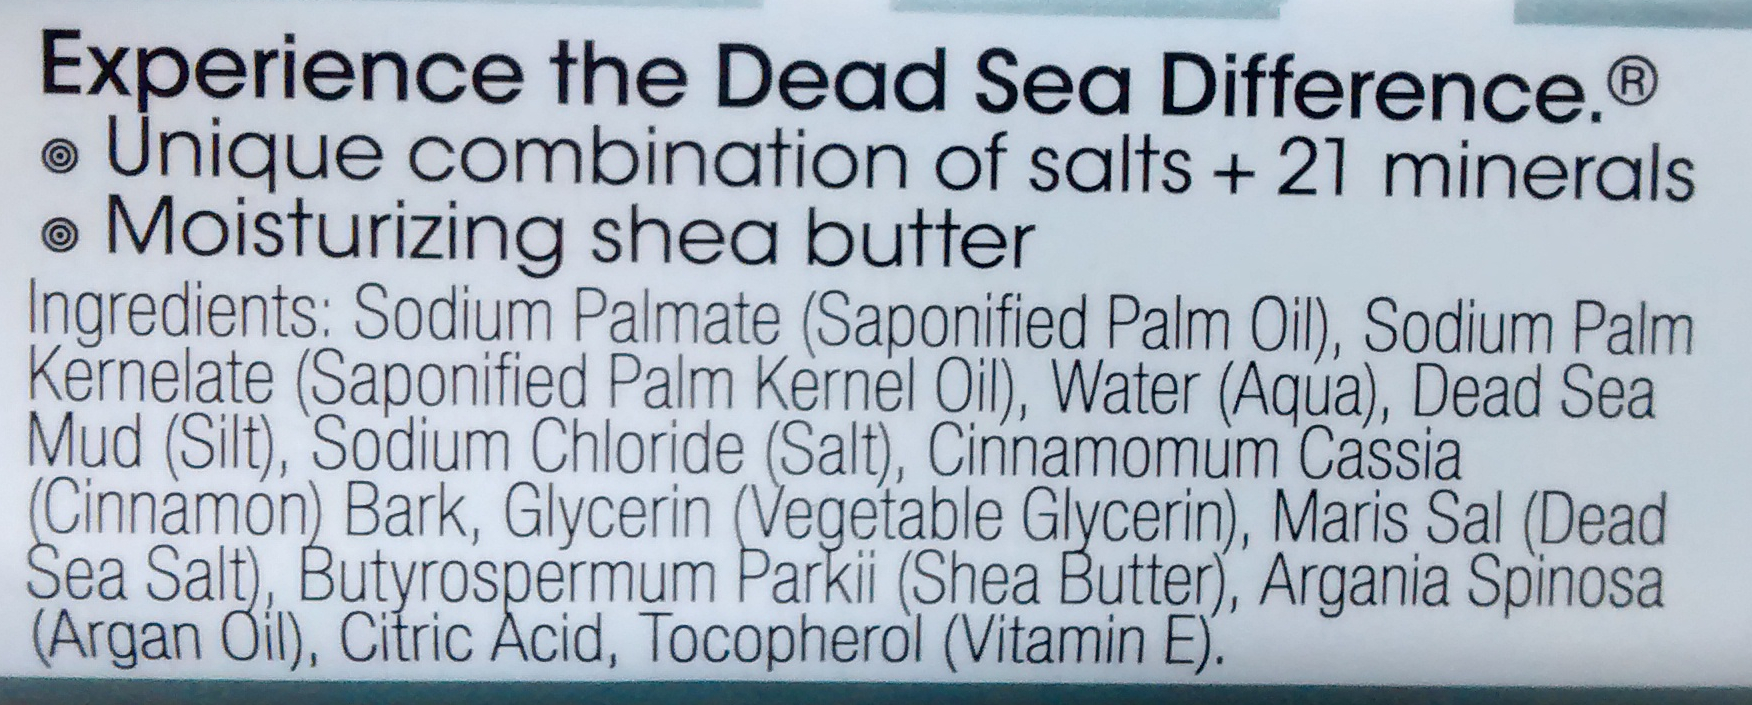 Experience the Dead Sea Difference.®
Unique combination of salts + 21 minerals
Moisturizing shea butter
Ingredients: Sodium Palmate (Saponified Palm Oil), Sodium Palm
Kernelate (Saponified Palm Kernel Oil), Water (Aqua), Dead Sea
Mud (Silt), Sodium Chloride (Salt), Cinnamomum Cassia
(Cinnamon) Bark, Glycerin (Vegetable Glycerin), Maris Sal (Dead
Sea Salt), Butyrospermum Parkii (Shea Butter), Argania Spinosa
(Argan Oil), Citric Acid, Tocopherol (Vitamin E).